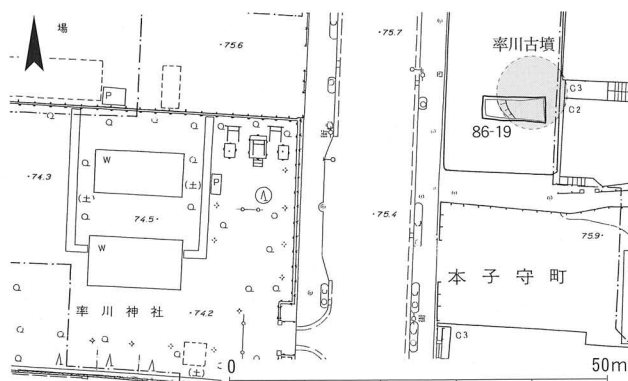 場
75.6
75.7
率川古墳
P
C3
C2
86-19
W
74.3
(土)
(土)
P
74.5
75.4
W
75.9
本子守町
率川神社
74.2
(土)
C3
0
50m